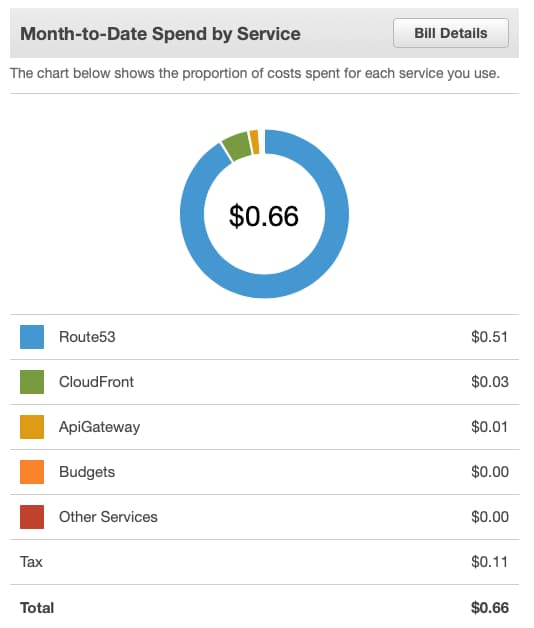 Month-to-Date Spend by Service
Bill Details
The chart below shows the proportion of costs spent for each service you use.
$0.66
Route53 $0.51
CloudFront $0.03
ApiGateway $0.01
Budgets $0.00
Other Services $0.00
Tax $0.11
Total $0.66